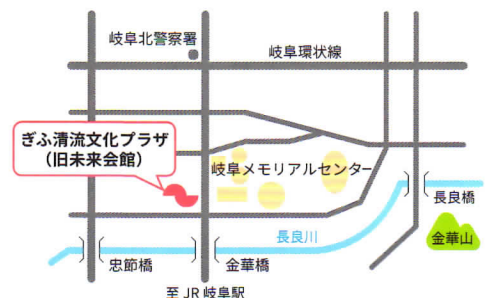 岐阜北警察署
岐阜環状線
ぎふ清流文化プラザ
（旧未来会館）
岐阜メモリアルセンター
長良橋
長良川
金華山
忠節橋
金華橋
至 JR 岐阜駅